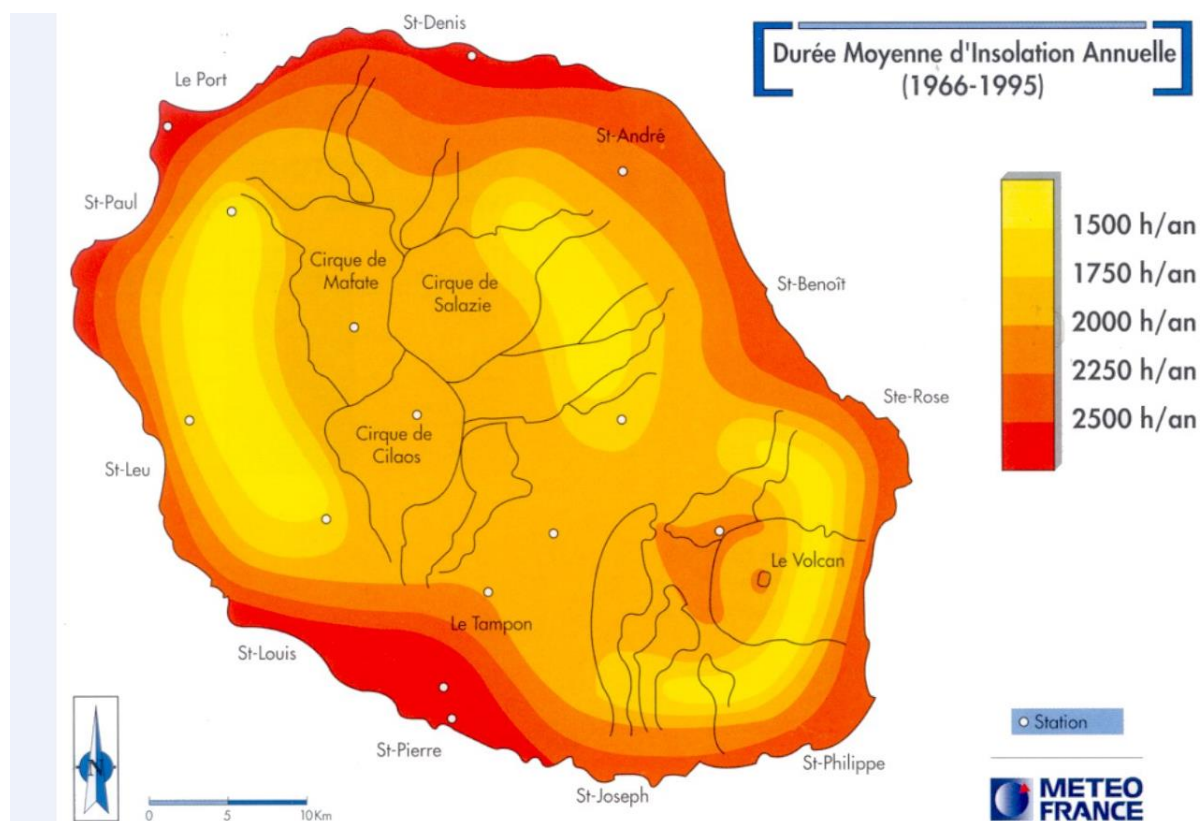 St-Denis
Durée Moyenne d'Insolation Annuelle
(1966-1995)
Le Port
St-André
St-Paul
1500 h/an
Cirque de
Mafate
Cirque de
Salazie
1750 h/an
St-Benoît
2000 h/an
2250 h/an
Ste-Rose
2500 h/an
Cirque de
Cilaos
St-Leu
Le Volcan
Le Tampon
St-Louis
Station
St-Pierre
St-Philippe
St-Joseph
N
METEO
FRANCE
0 5 10 Km